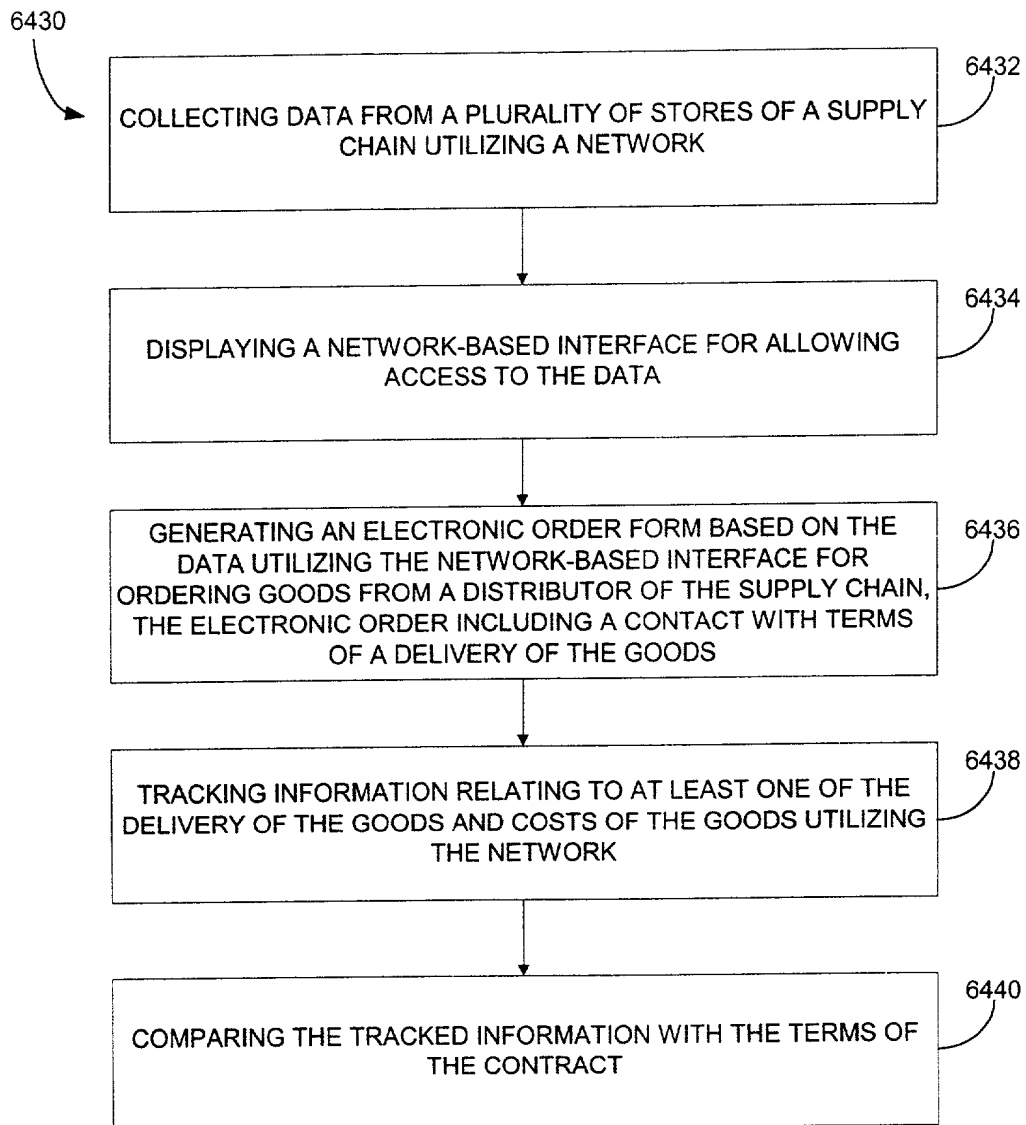 6430
6432
COLLECTING DATA FROM A PLURALITY OF STORES OF A SUPPLY
CHAIN UTILIZING A NETWORK
6434
DISPLAYING A NETWORK-BASED INTERFACE FOR ALLOWING
ACCESS TO THE DATA
6436
GENERATING AN ELECTRONIC ORDER FORM BASED ON THE
DATA UTILIZING THE NETWORK-BASED INTERFACE FOR
ORDERING GOODS FROM A DISTRIBUTOR OF THE SUPPLY CHAIN,
THE ELECTRONIC ORDER INCLUDING A CONTACT WITH TERMS
OF A DELIVERY OF THE GOODS
6438
TRACKING INFORMATION RELATING TO AT LEAST ONE OF THE
DELIVERY OF THE GOODS AND COSTS OF THE GOODS UTILIZING
THE NETWORK
6440
COMPARING THE TRACKED INFORMATION WITH THE TERMS OF
THE CONTRACT